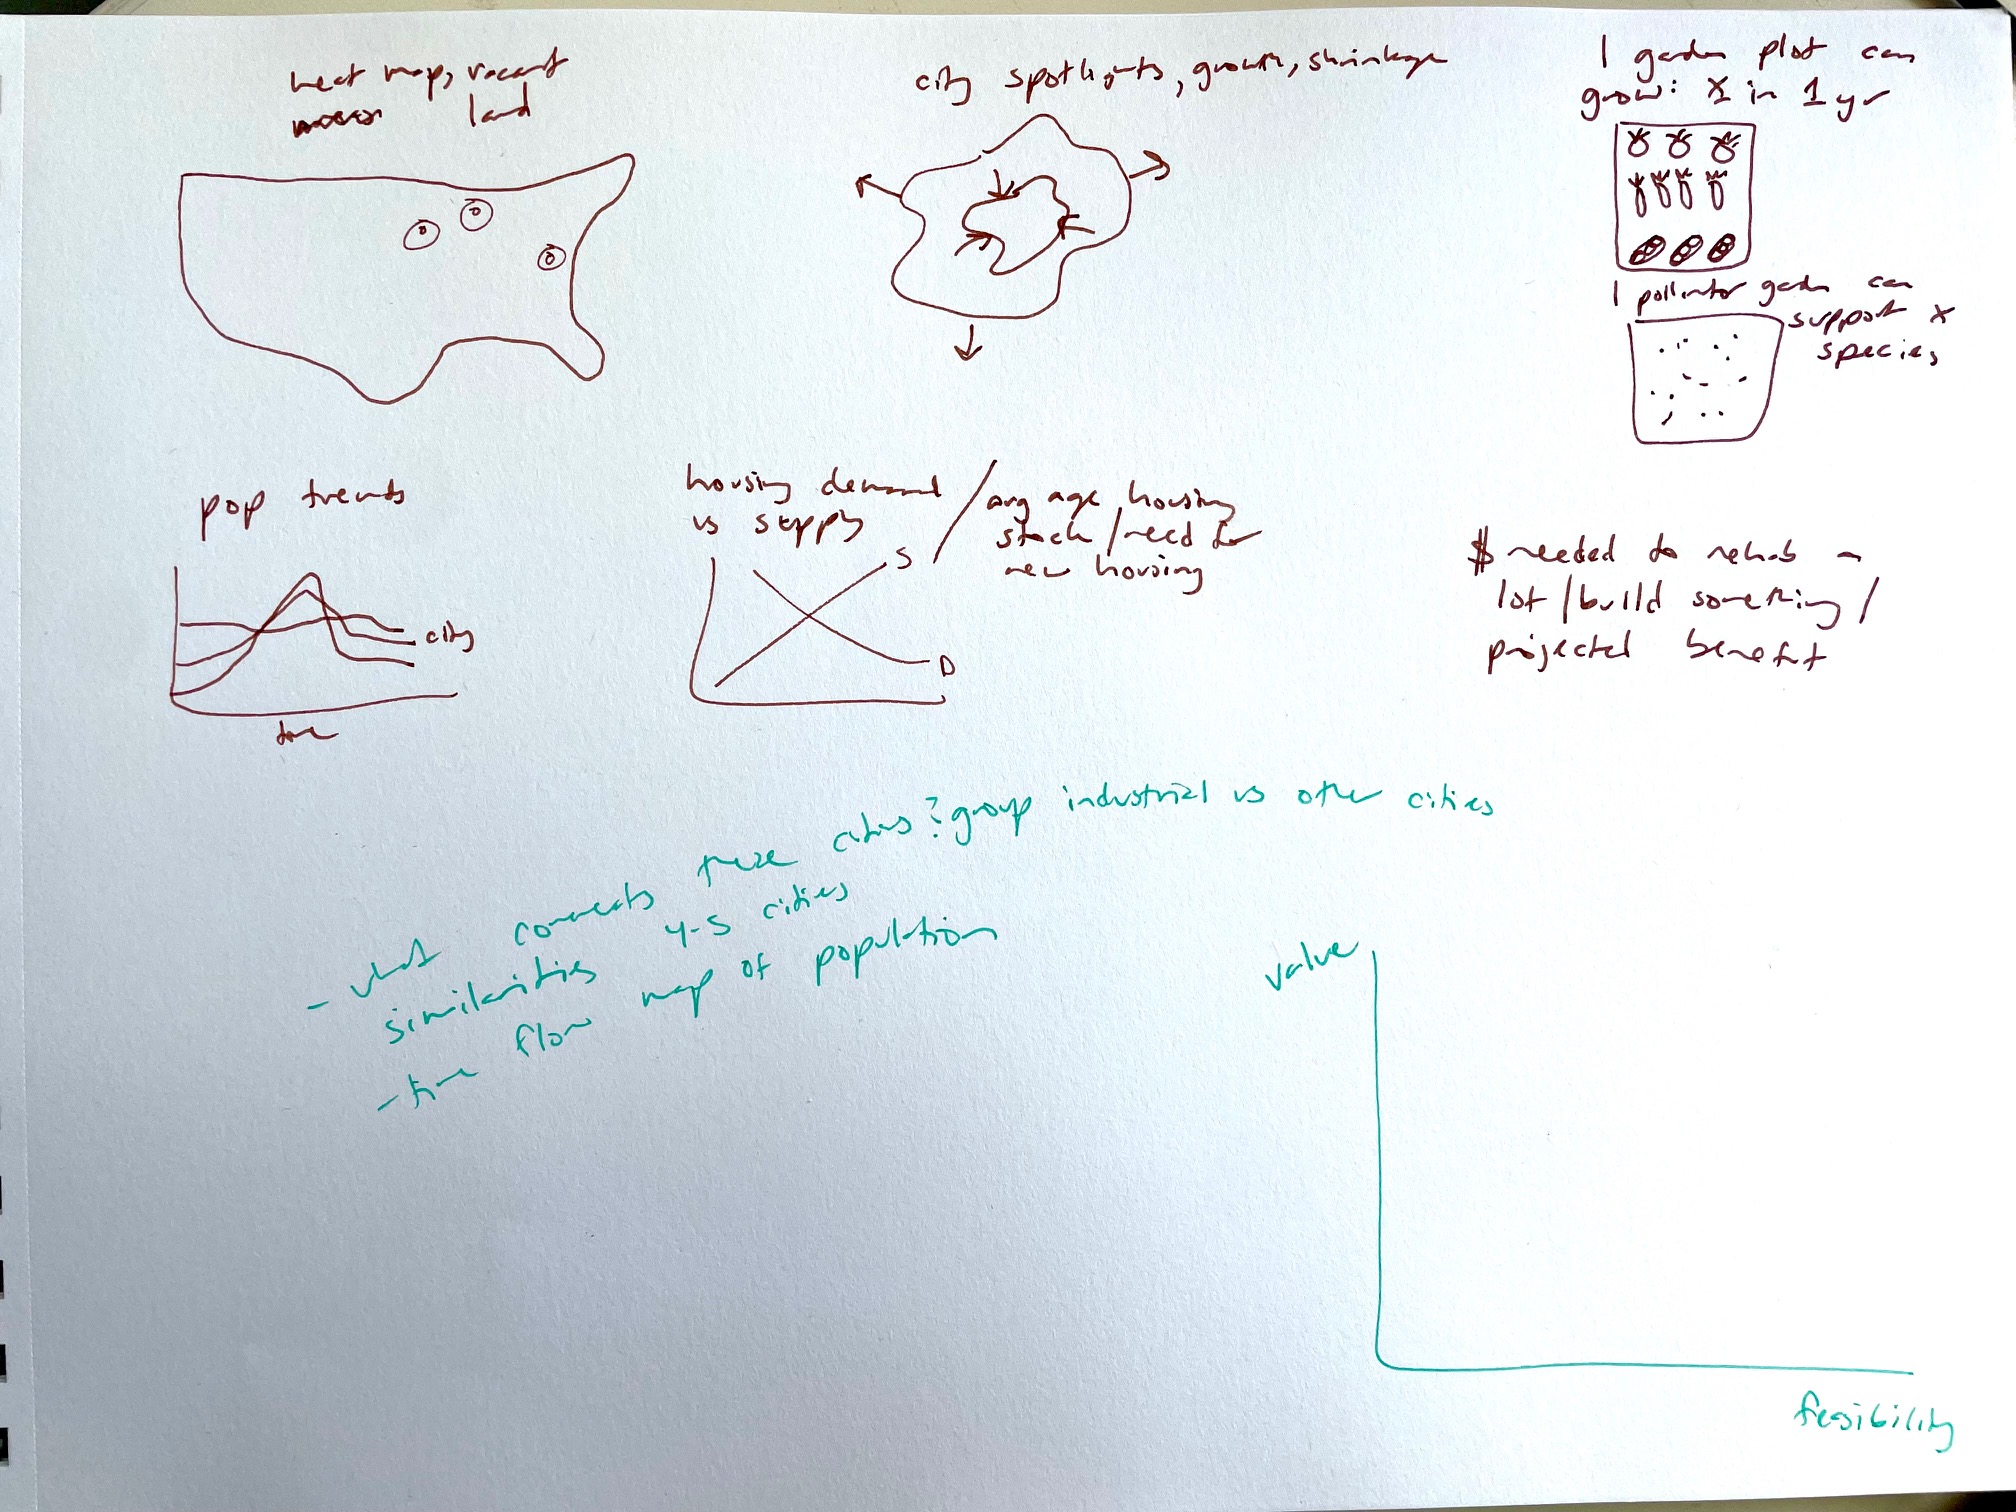 heat map, vacant
land
city spotlights, growth, shrinkage
1 garden plot can
grow: X in 1 yr
1 pollinator garden can
support x
species
pop trends
city
time
housing demand
vs supply
S
D
/ avg age housing
stock / need for
new housing
$ needed to rehab a
lot / build something /
projected benefit
- what connects these cities? group industrial vs other cities
similarities 4-5 cities
- time flow map of population
value
feasibility